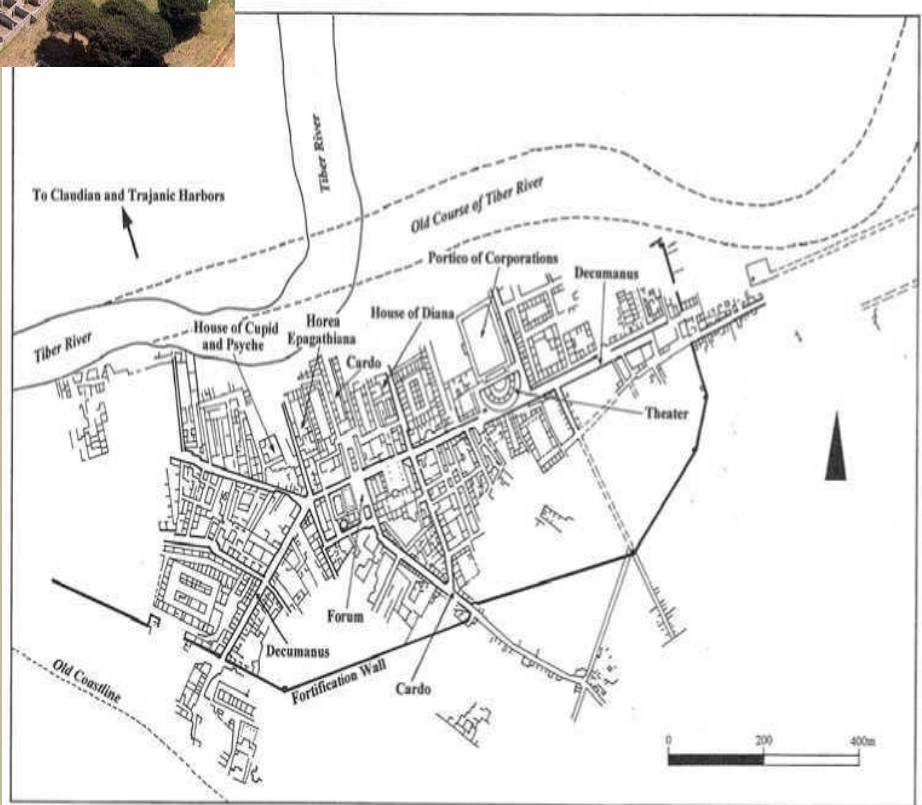 Tiber River
To Claudian and Trajanic Harbors
Old Course of Tiber River
Portico of Corporations
Decumanus
House of Diana
Horea
Epagathiana
House of Cupid
and Psyche
Cardo
Tiber River
Theater
Forum
Decumanus
Fortification Wall
Cardo
Old Coastline
0 200 400m